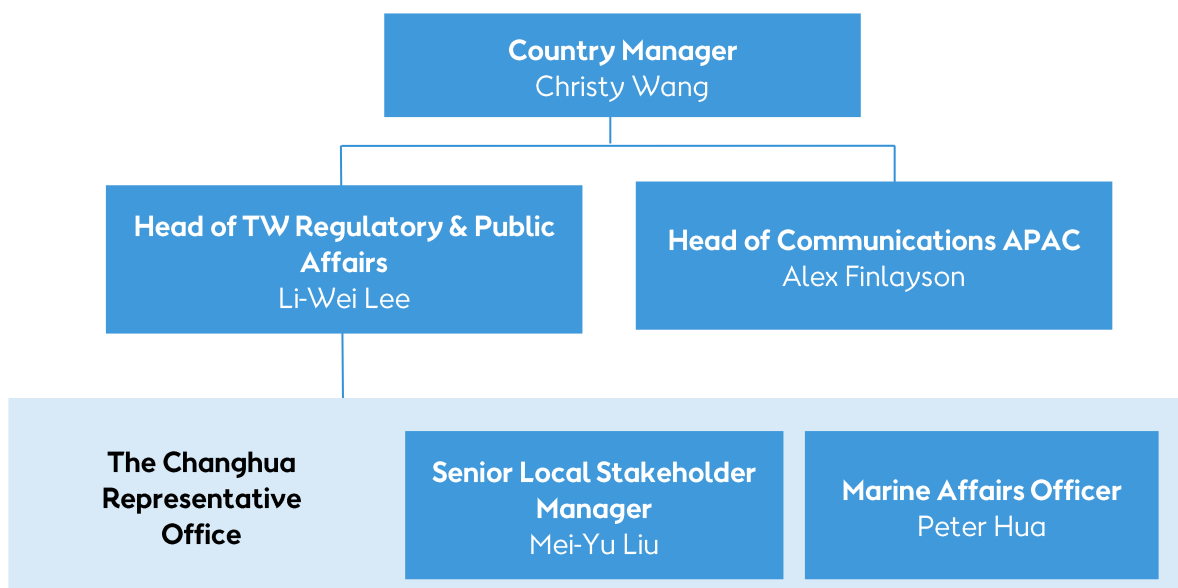 Country Manager
Christy Wang
Head of TW Regulatory & Public
Affairs
Li-Wei Lee
Head of Communications APAC
Alex Finlayson
The Changhua
Representative
Office
Senior Local Stakeholder
Manager
Mei-Yu Liu
Marine Affairs Officer
Peter Hua